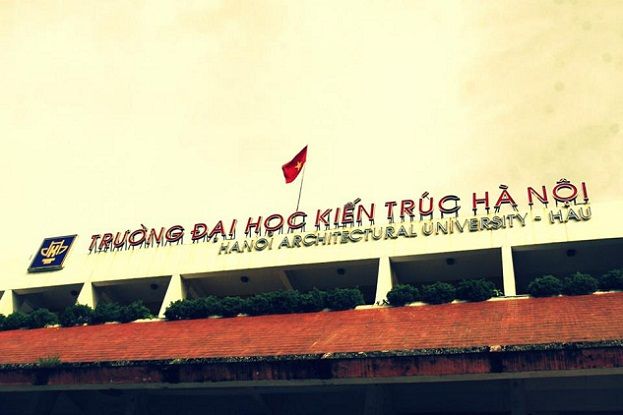 TRƯỜNG ĐẠI HỌC KIẾN TRÚC HÀ NỘI
HANOI ARCHITECTURAL UNIVERSITY - HAU